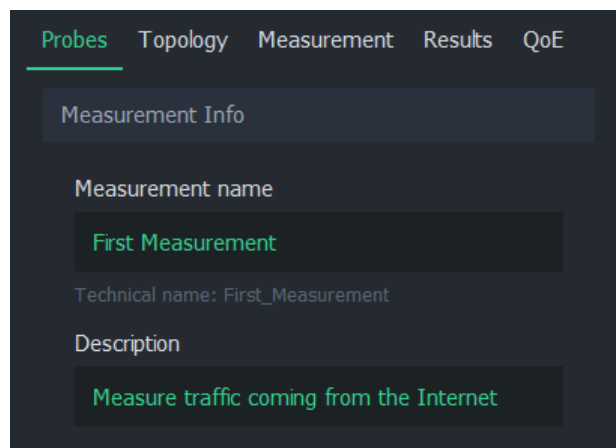 Probes Topology Measurement Results QoE
Measurement Info
Measurement name
First Measurement
Technical name: First_Measurement
Description
Measure traffic coming from the Internet